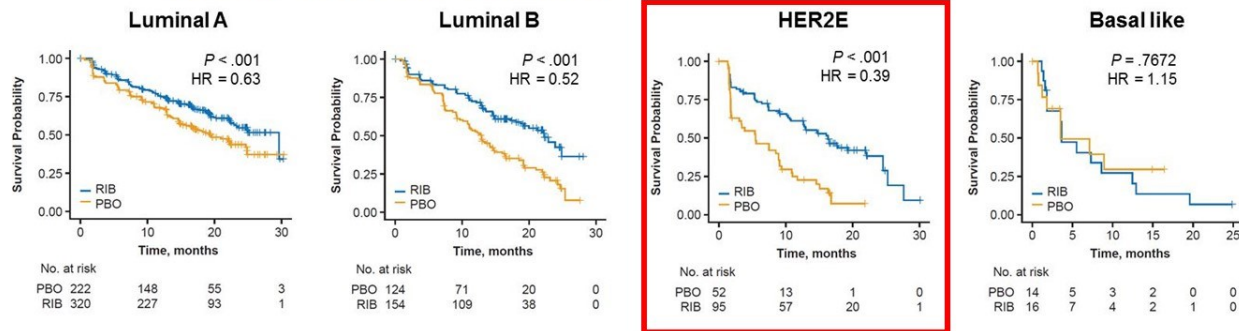 Luminal A
P < .001
HR = 0.63
Survival Probability
1.00
0.75
0.50
0.25
0.00
RIB
PBO
0 10 20 30
Time, months
No. at risk
PBO 222 148 55 3
RIB 320 227 93 1
Luminal B
P < .001
HR = 0.52
Survival Probability
1.00
0.75
0.50
0.25
0.00
RIB
PBO
0 10 20 30
Time, months
No. at risk
PBO 124 71 20 0
RIB 154 109 38 0
HER2E
P < .001
HR = 0.39
Survival Probability
1.00
0.75
0.50
0.25
0.00
RIB
PBO
0 10 20 30
Time, months
No. at risk
PBO 52 13 1 0
RIB 95 57 20 1
Basal like
P = .7672
HR = 1.15
Survival Probability
1.00
0.75
0.50
0.25
0.00
RIB
PBO
0 5 10 15 20 25
Time, months
No. at risk
PBO 14 5 3 2 0 0
RIB 16 7 4 2 1 0